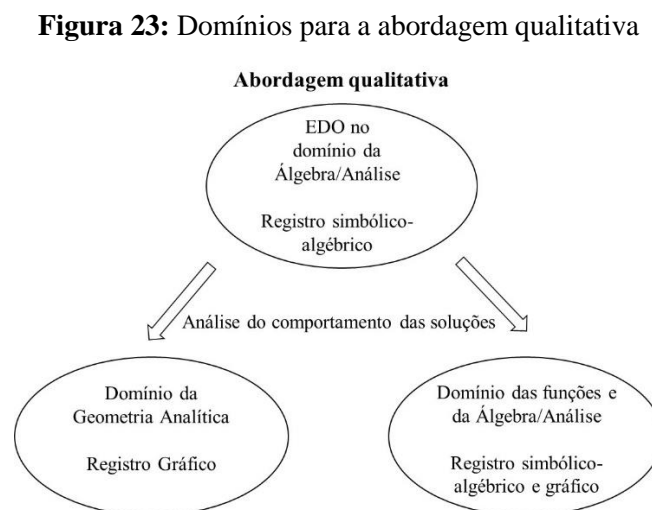 Figura 23: Domínios para a abordagem qualitativa
Abordagem qualitativa
EDO no
domínio da
Álgebra/Análise
Registro simbólico-
algébrico
Análise do comportamento das soluções
Domínio da
Geometria Analítica
Registro Gráfico
Domínio das funções e
da Álgebra/Análise
Registro simbólico-
algébrico e gráfico